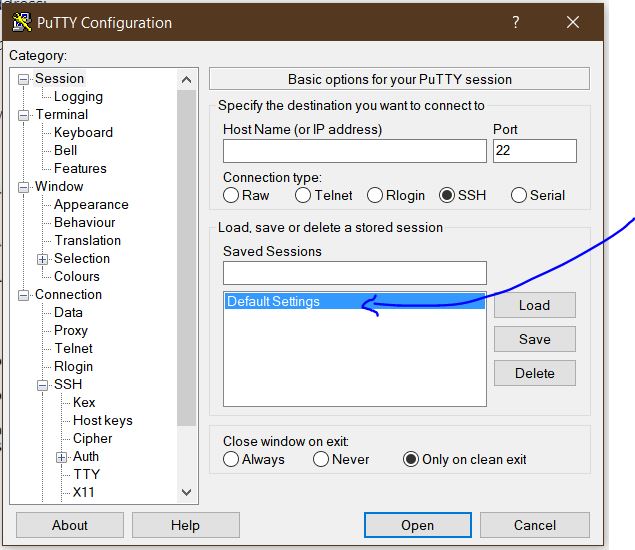 PuTTY Configuration
?
Category:
Session
Logging
Terminal
Keyboard
Bell
Features
Window
Appearance
Behaviour
Translation
Selection
Colours
Connection
Data
Proxy
Telnet
Rlogin
SSH
Kex
Host keys
Cipher
Auth
TTY
X11
Basic options for your PuTTY session
Specify the destination you want to connect to
Host Name (or IP address) Port
22
Connection type:
Raw Telnet Rlogin SSH Serial
Load, save or delete a stored session
Saved Sessions
Default Settings
Load
Save
Delete
Close window on exit:
Always Never Only on clean exit
About Help Open Cancel